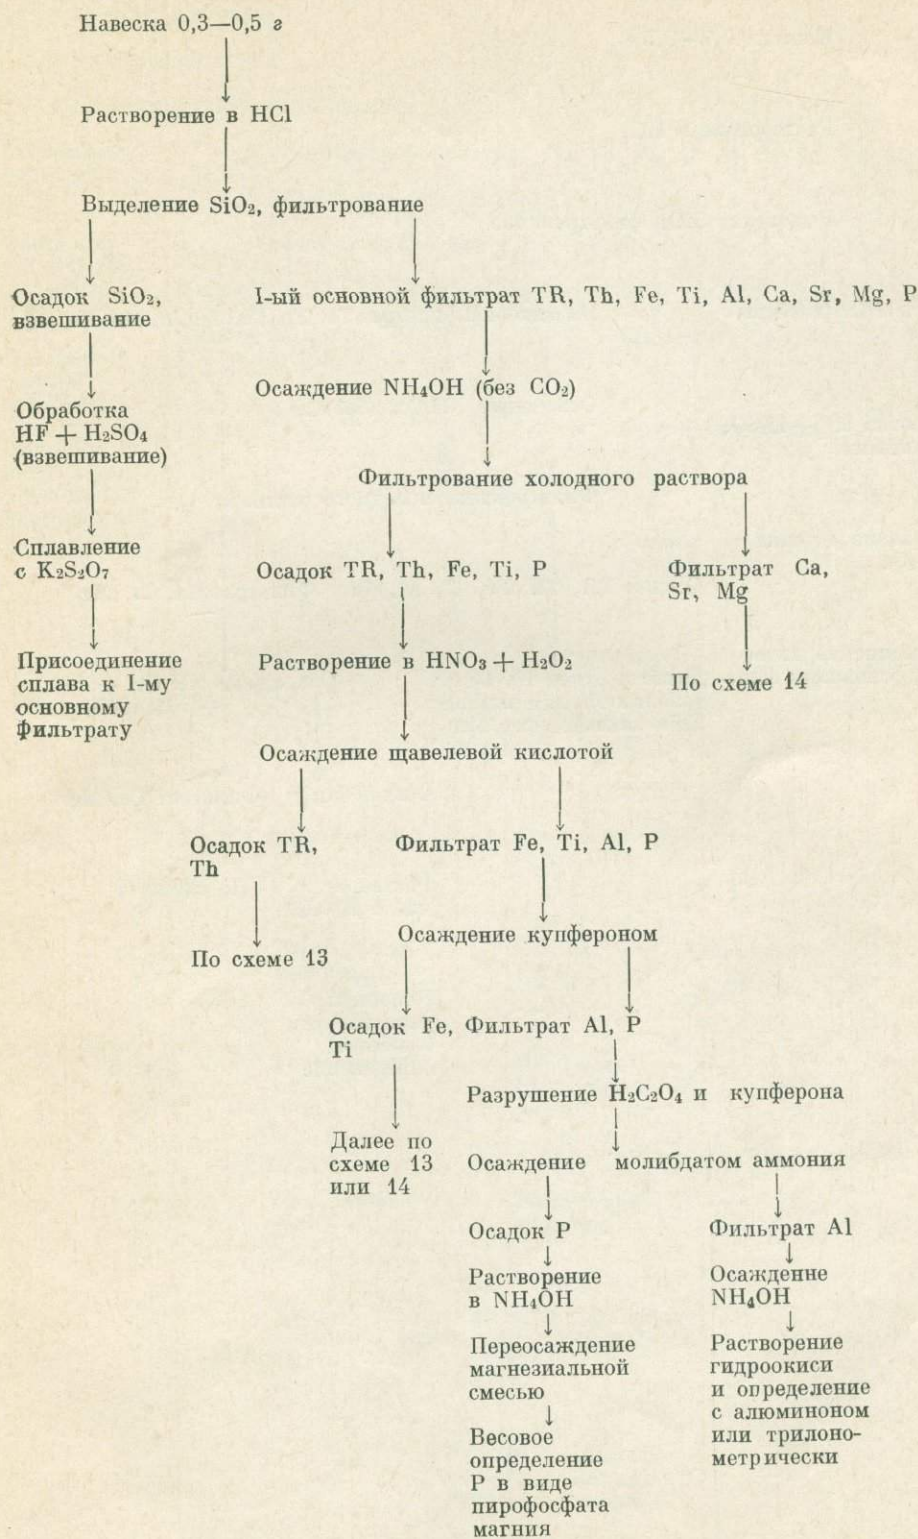 Навеска 0,3—0,5 г
Растворение в HCl
Выделение SiO₂, фильтрование
Осадок SiO₂,
взвешивание
I-ый основной фильтрат TR, Th, Fe, Ti, Al, Ca, Sr, Mg, P
Обработка
HF + H₂SO₄
(взвешивание)
Осаждение NH₄OH (без CO₂)
Фильтрование холодного раствора
Сплавление
с K₂S₂O₇
Осадок TR, Th, Fe, Ti, P
Фильтрат Ca,
Sr, Mg
Присоединение
сплава к I-му
основному
фильтрату
Растворение в HNO₃ + H₂O₂
По схеме 14
Осаждение щавелевой кислотой
Осадок TR,
Th
Фильтрат Fe, Ti, Al, P
По схеме 13
Осаждение купфероном
Осадок Fe,
Ti
Фильтрат Al, P
Далее по
схеме 13
или 14
Разрушение H₂C₂O₄ и купферона
Осаждение молибдатом аммония
Осадок P
Растворение
в NH₄OH
Переосаждение
магнезиальной
смесью
Весовое
определение
P в виде
пирофосфата
магния
Фильтрат Al
Осажденне
NH₄OH
Растворение
гидроокиси
и определение
с алюминоном
или трилоно-
метрически